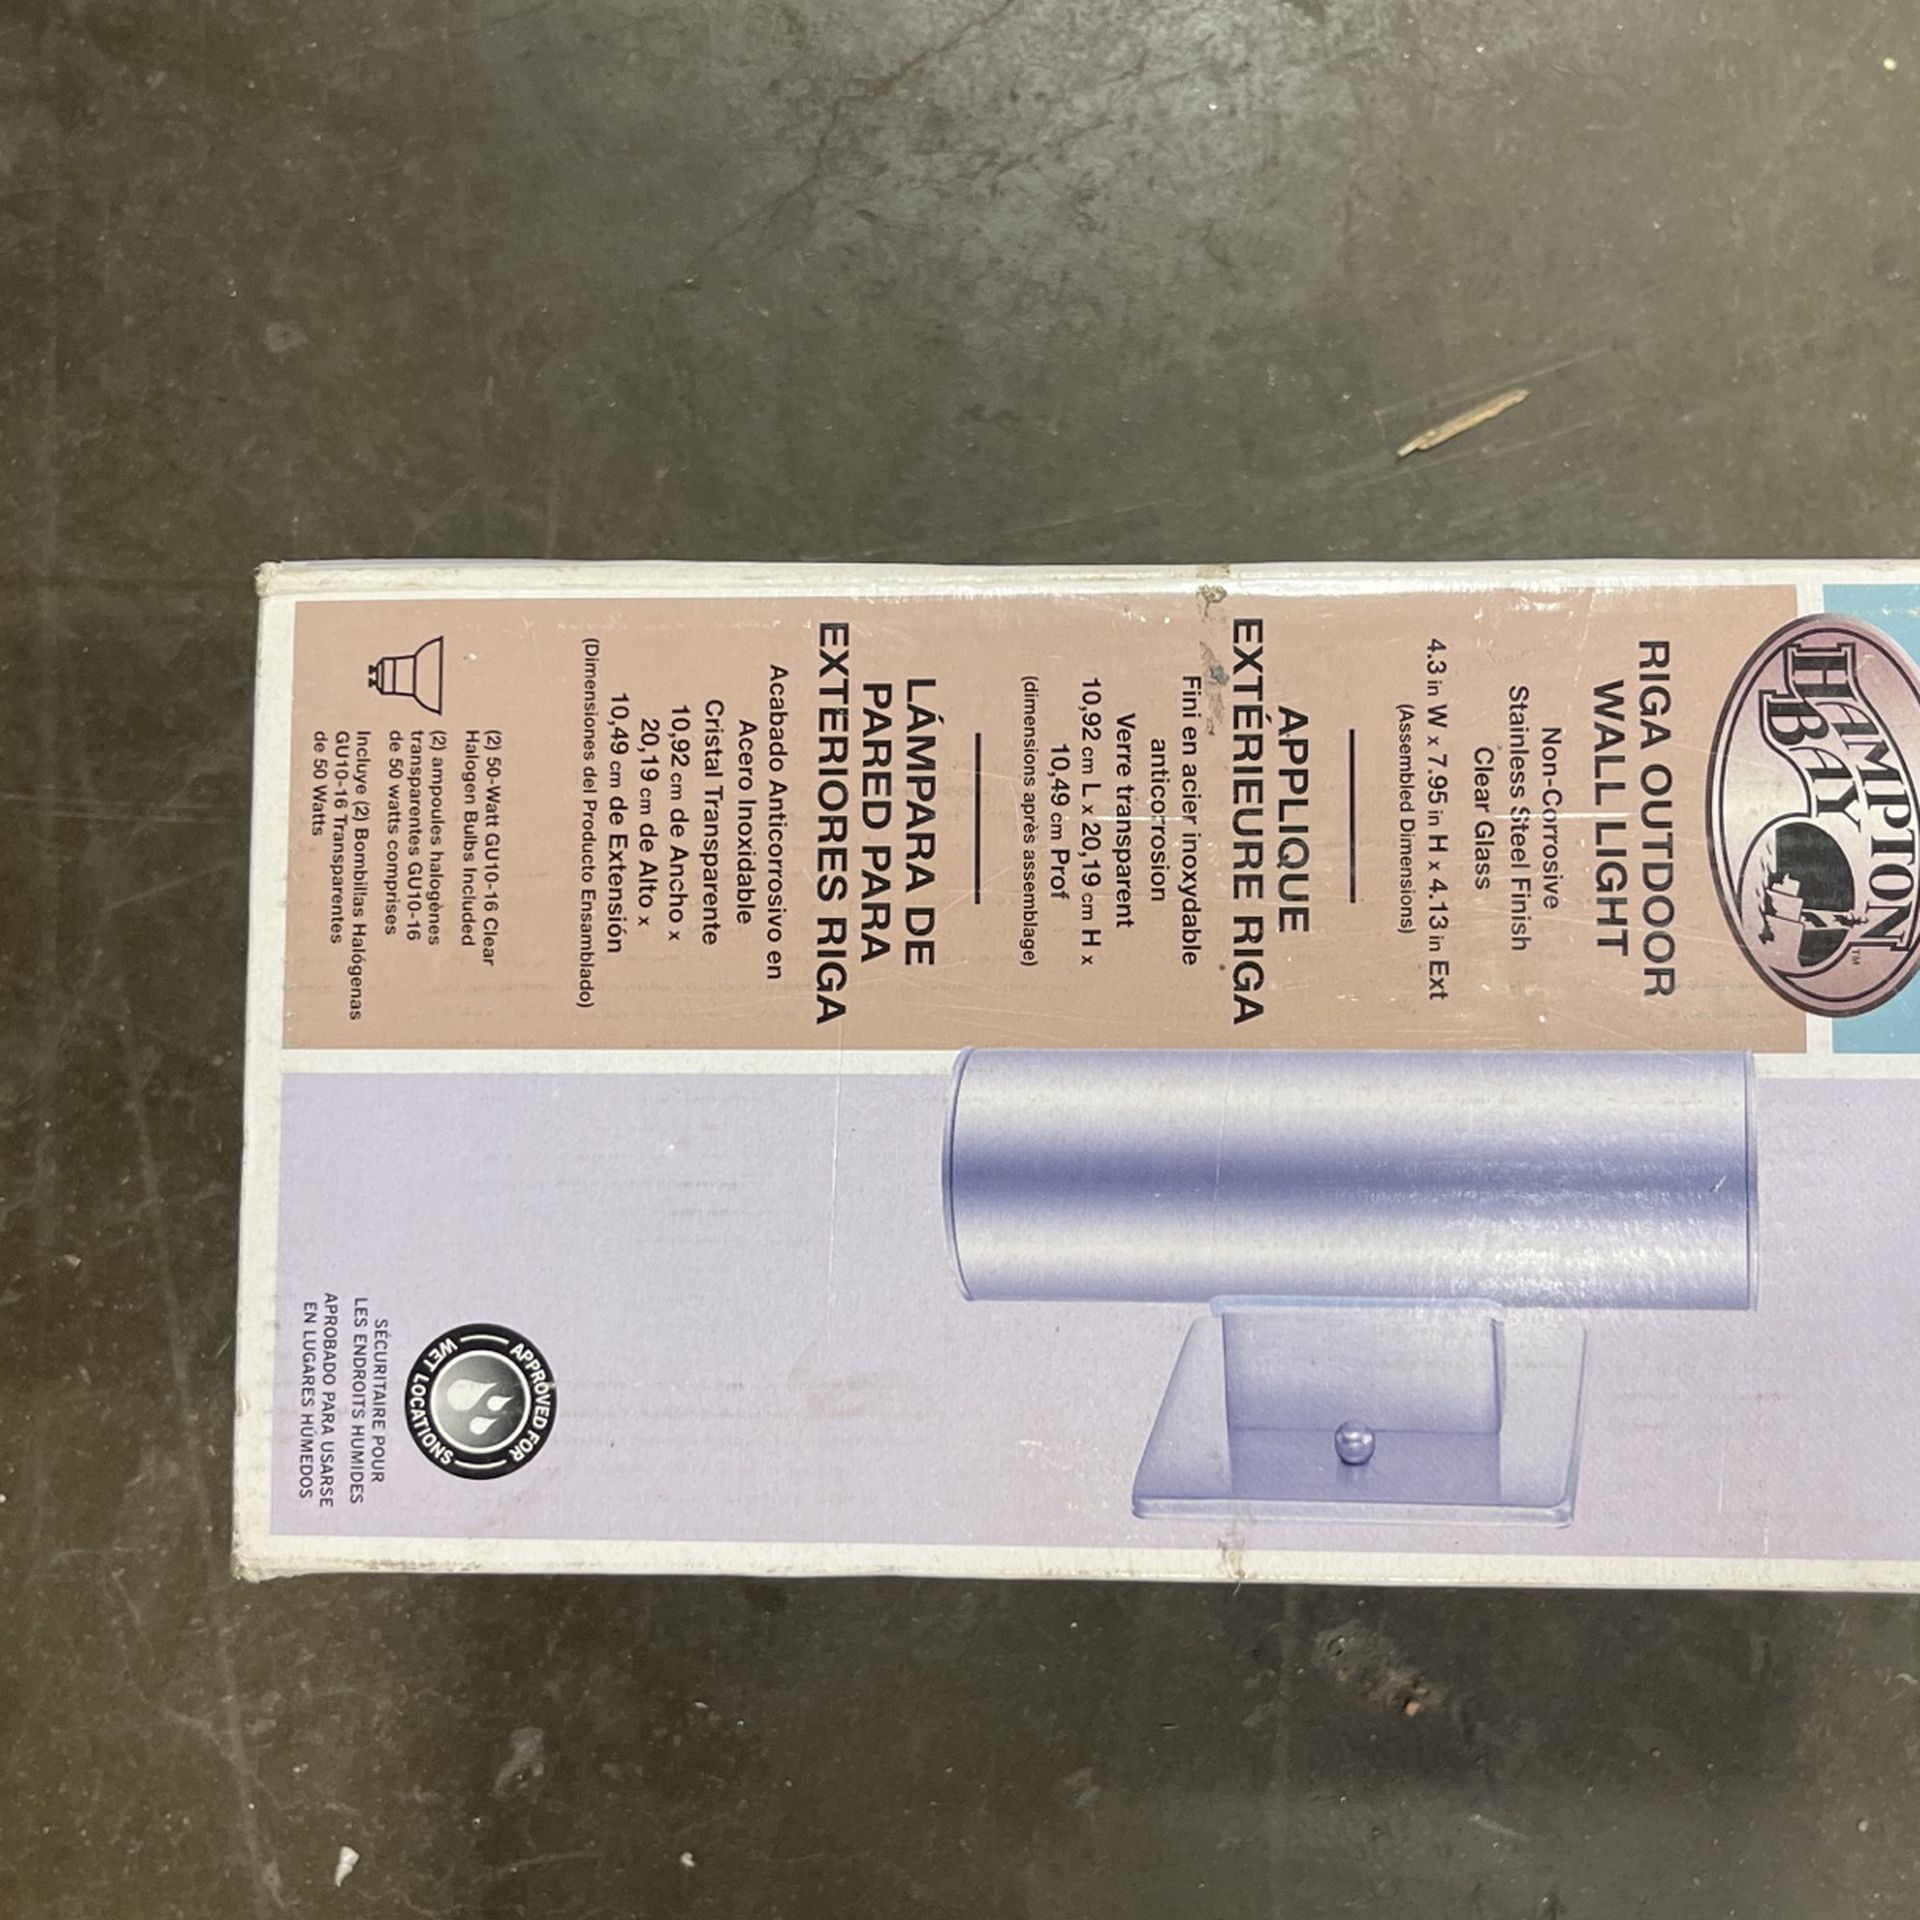 HAMPTON
BAY™
RIGA OUTDOOR
WALL LIGHT
Non-Corrosive
Stainless Steel Finish
Clear Glass
4.3 in W x 7.95 in H x 4.13 in Ext
(Assembled Dimensions)
APPLIQUE
EXTÉRIEURE RIGA
Fini en acier inoxydable
anticorrosion
Verre transparent
10,92 cm L x 20,19 cm H x
10,49 cm Prof
(dimensions après assemblage)
LÁMPARA DE
PARED PARA
EXTERIORES RIGA
Acabado Anticorrosivo en
Acero Inoxidable
Cristal Transparente
10,92 cm de Ancho x
20,19 cm de Alto x
10,49 cm de Extensión
(Dimensiones del Producto Ensamblado)
(2) 50-Watt GU10-16 Clear
Halogen Bulbs Included
(2) ampoules halogènes
transparentes GU10-16
de 50 watts comprises
Incluye (2) Bombillas Halógenas
GU10-16 Transparentes
de 50 Watts
APPROVED FOR
WET LOCATIONS
SÉCURITAIRE POUR
LES ENDROITS HUMIDES
APROBADO PARA USARSE
EN LUGARES HÚMEDOS